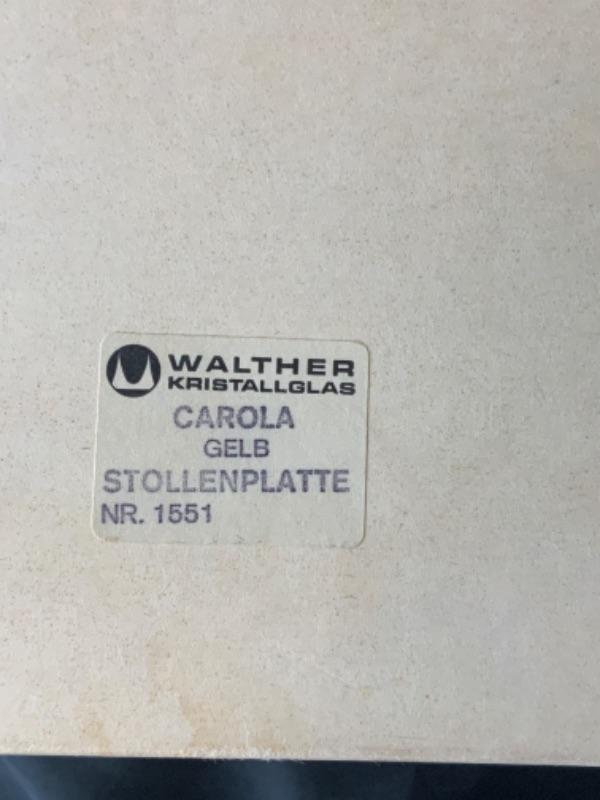 WALTHER
KRISTALLGLAS
CAROLA
GELB
STOLLENPLATTE
NR. 1551